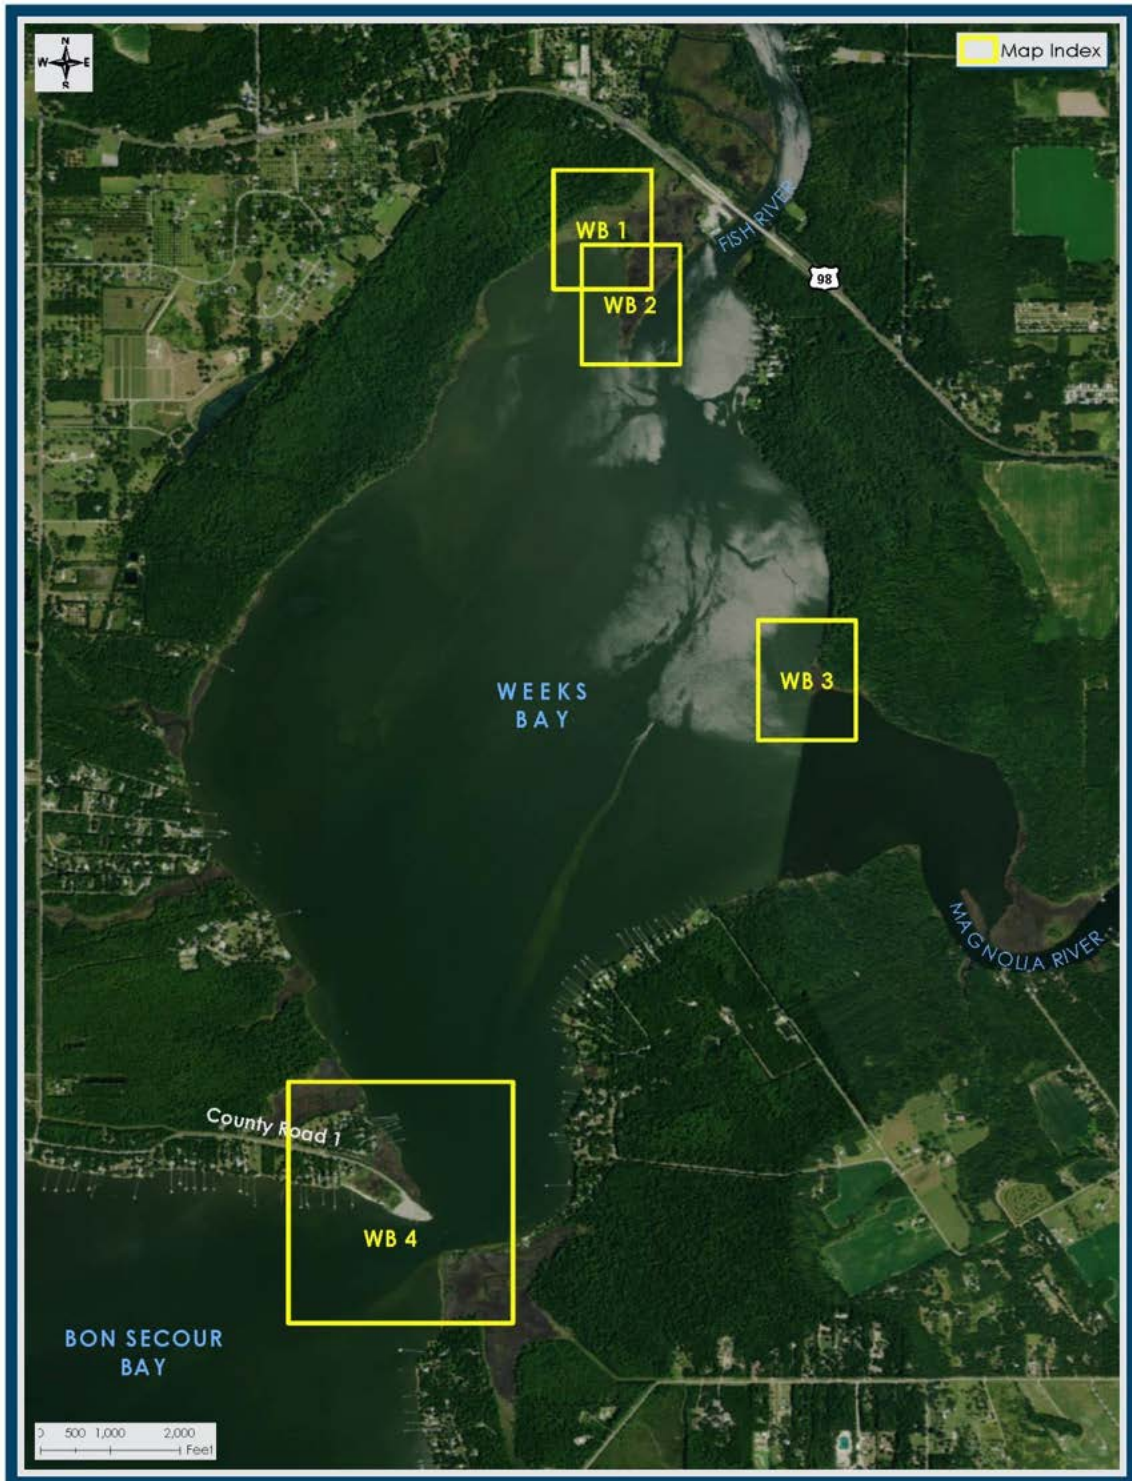 N
W E
S
Map Index
WB 1
FISH RIVER
98
WB 2
WB 3
WEEKS
BAY
MAGNOLIA RIVER
County Road 1
WB 4
BON SECOUR
BAY
0 500 1,000 2,000
Feet